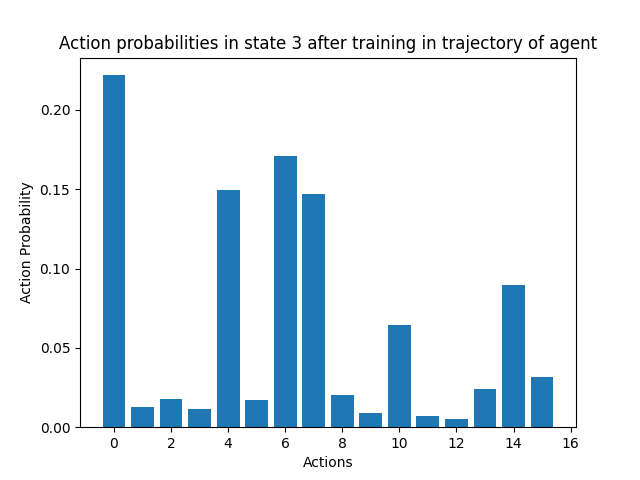 Action probabilities in state 3 after training in trajectory of agent
0.20
0.15
0.10
0.05
0.00
Action Probability
0 2 4 6 8 10 12 14 16
Actions